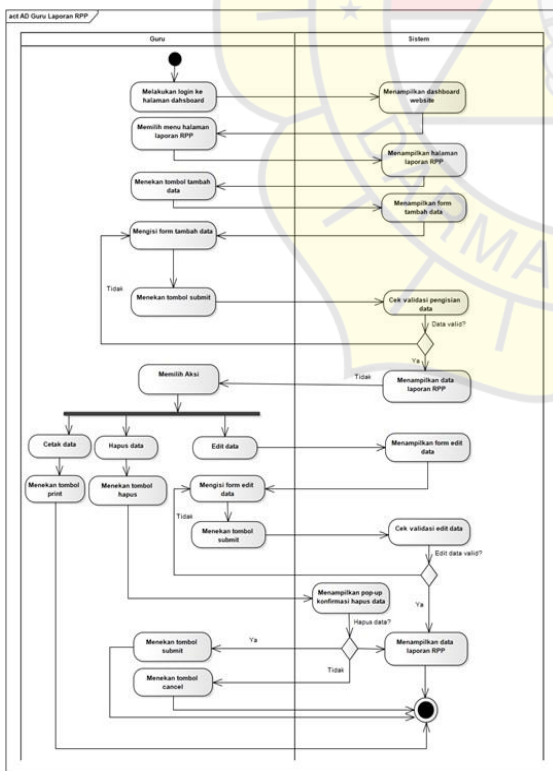 act AD Guru Laporan RPP
Guru
Sistem
Melakukan login ke
halaman dahsboard
Menampilkan dashboard
website
Memilih menu halaman
laporan RPP
Menampilkan halaman
laporan RPP
Menekan tombol tambah
data
Menampilkan form
tambah data
Mengisi form tambah data
Tidak
Menekan tombol submit
Cek validasi pengisian
data
Data valid?
Ya
Memilih Aksi
Tidak
Menampilkan data
laporan RPP
Cetak data
Hapus data
Edit data
Menampilkan form edit
data
Menekan tombol
print
Menekan tombol
hapus
Mengisi form edit
data
Tidak
Menekan tombol
submit
Cek validasi edit data
Edit data valid?
Menampilkan pop-up
konfirmasi hapus data
Ya
Hapus data?
Menekan tombol
submit
Ya
Menampilkan data
laporan RPP
Tidak
Menekan tombol
cancel
DARMA